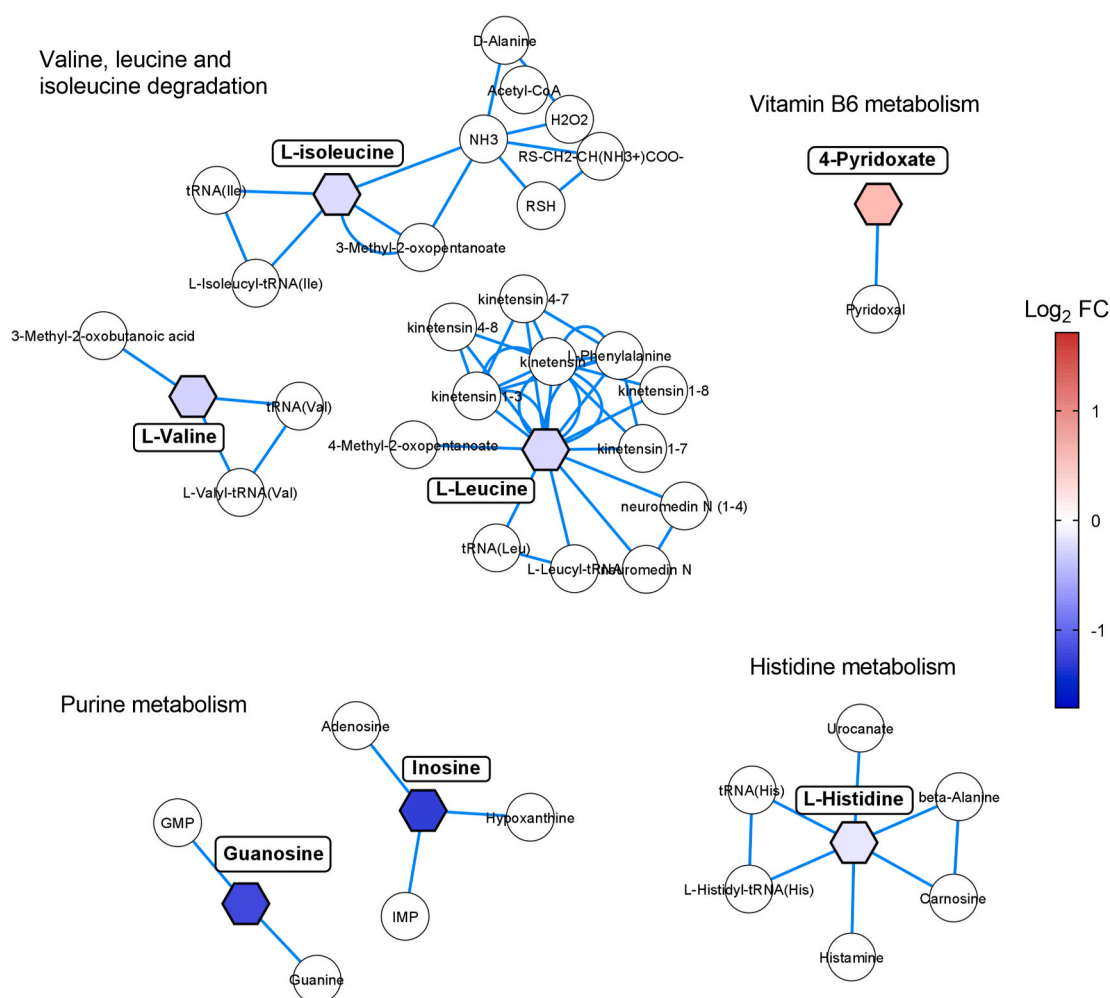 Valine, leucine and
isoleucine degradation
D-Alanine
Acetyl-CoA
H2O2
NH3
RS-CH2-CH(NH3+)COO-
RSH
L-isoleucine
tRNA(Ile)
3-Methyl-2-oxopentanoate
L-Isoleucyl-tRNA(Ile)
Vitamin B6 metabolism
4-Pyridoxate
Pyridoxal
3-Methyl-2-oxobutanoic acid
tRNA(Val)
L-Valine
L-Valyl-tRNA(Val)
kinetensin 4-7
kinetensin 4-8
L-Phenylalanine
kinetensin
kinetensin 1-8
kinetensin 1-3
4-Methyl-2-oxopentanoate
kinetensin 1-7
L-Leucine
neuromedin N (1-4)
tRNA(Leu)
L-Leucyl-tRNA
neuromedin N
Log2 FC
1
0
-1
Purine metabolism
Adenosine
Inosine
Hypoxanthine
GMP
Guanosine
IMP
Guanine
Histidine metabolism
Urocanate
tRNA(His)
L-Histidine
beta-Alanine
L-Histidyl-tRNA(His)
Carnosine
Histamine